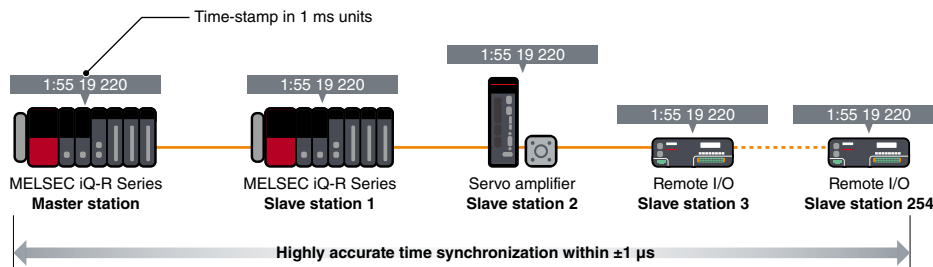 Time-stamp in 1 ms units
1:55 19 220
1:55 19 220
1:55 19 220
1:55 19 220
1:55 19 220
MELSEC iQ-R Series
Master station
MELSEC iQ-R Series
Slave station 1
Servo amplifier
Slave station 2
Remote I/O
Slave station 3
Remote I/O
Slave station 254
Highly accurate time synchronization within ±1 µs